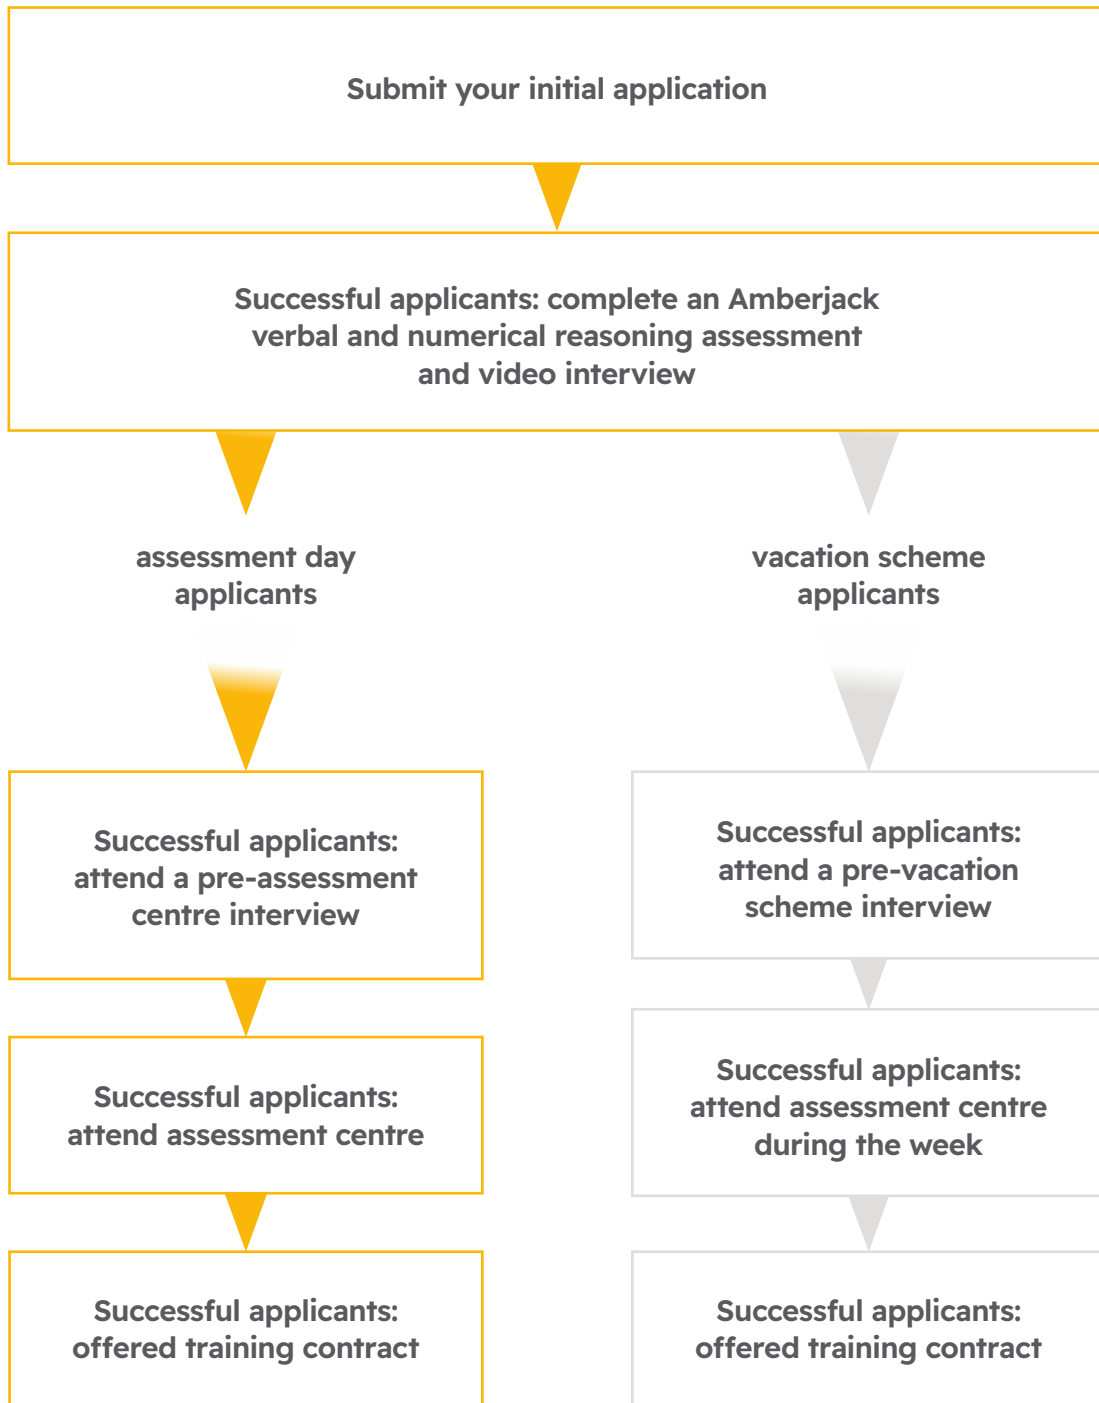 Submit your initial application
Successful applicants: complete an Amberjack
verbal and numerical reasoning assessment
and video interview
assessment day
applicants
vacation scheme
applicants
Successful applicants:
attend a pre-assessment
centre interview
Successful applicants:
attend a pre-vacation
scheme interview
Successful applicants:
attend assessment centre
Successful applicants:
attend assessment centre
during the week
Successful applicants:
offered training contract
Successful applicants:
offered training contract